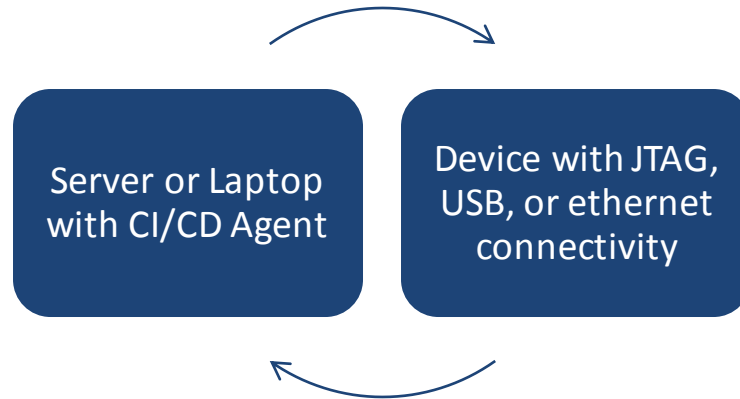 Server or Laptop
with CI/CD Agent
Device with JTAG,
USB, or ethernet
connectivity